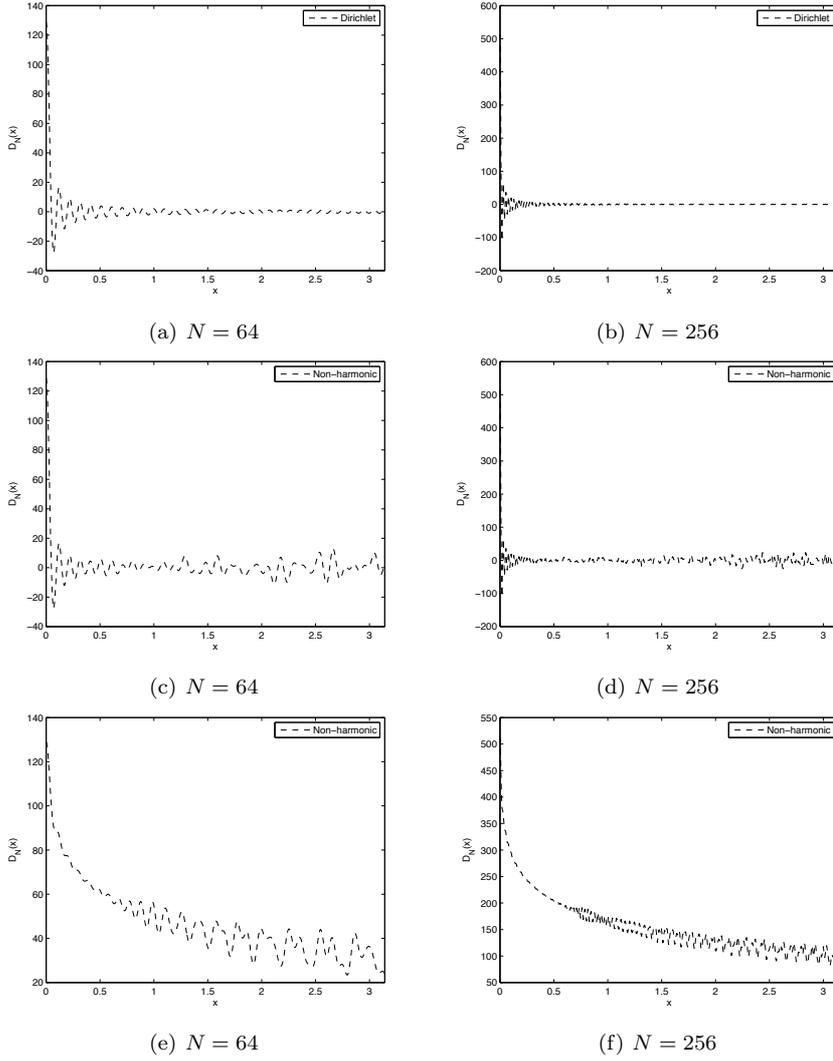 140
120
100
80
60
40
20
0
−20
−40
D_N(x)
0 0.5 1 1.5 2 2.5 3
x
Dirichlet
(a) N = 64
600
500
400
300
200
100
0
−100
−200
D_N(x)
0 0.5 1 1.5 2 2.5 3
x
Dirichlet
(b) N = 256
140
120
100
80
60
40
20
0
−20
−40
D_N(x)
0 0.5 1 1.5 2 2.5 3
x
Non−harmonic
(c) N = 64
600
500
400
300
200
100
0
−100
−200
D_N(x)
0 0.5 1 1.5 2 2.5 3
x
Non−harmonic
(d) N = 256
140
120
100
80
60
40
20
D_N(x)
0 0.5 1 1.5 2 2.5 3
x
Non−harmonic
(e) N = 64
550
500
450
400
350
300
250
200
150
100
50
D_N(x)
0 0.5 1 1.5 2 2.5 3
x
Non−harmonic
(f) N = 256